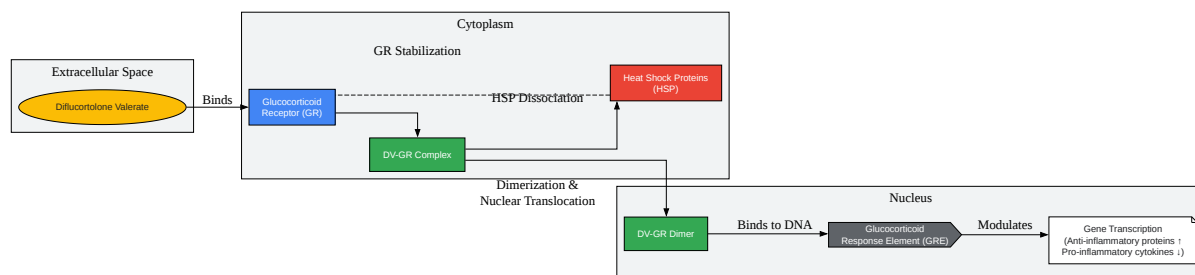 Cytoplasm
GR Stabilization
Extracellular Space
Diflucortolone Valerate
Binds
Glucocorticoid
Receptor (GR)
Heat Shock Proteins
(HSP)
HSP Dissociation
DV-GR Complex
Dimerization &
Nuclear Translocation
Nucleus
DV-GR Dimer
Binds to DNA
Glucocorticoid
Response Element (GRE)
Modulates
Gene Transcription
(Anti-inflammatory proteins ↑
Pro-inflammatory cytokines ↓)